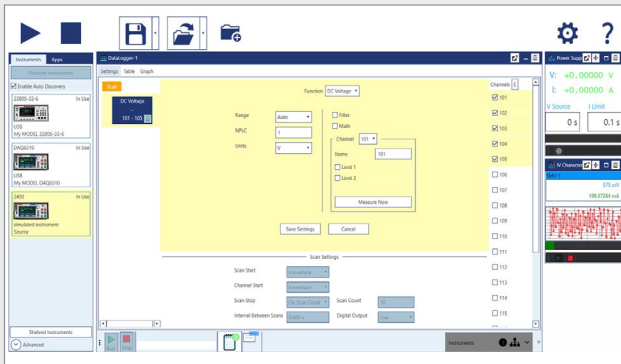 ?
Instruments Apps
Discover Instruments
Enable Auto Discovery
2280S-32-6 In Use
USB
My MODEL 2280S-32-6
DAQ6510 In Use
USB
My MODEL DAQ6510
2450 In Use
simulated instrument
Source
Shelved Instruments
Advanced
DataLogger-1
Settings Table Graph
Scan
DC Voltage
...
101 - 105
Function DC Voltage
Range Auto
NPLC 1
Units V
Filter
Math
Channel 101
Name 101
Limit 1
Limit 2
Measure Now
Save Settings Cancel
Channels E
101
102
103
104
105
106
107
108
109
110
111
112
113
114
115
Scan Settings
Scan Start Immediate
Channel Start Immediate
Scan Stop On Scan Count Scan Count 10
Interval Between Scans Digital Output
Run Stop
Instruments
Power Supp
V: +0.00000 V
I: +0.00000 A
V Source I Limit
0 s 0.1 s
IV Character
SMU-1
575 mV
198.37264 mA